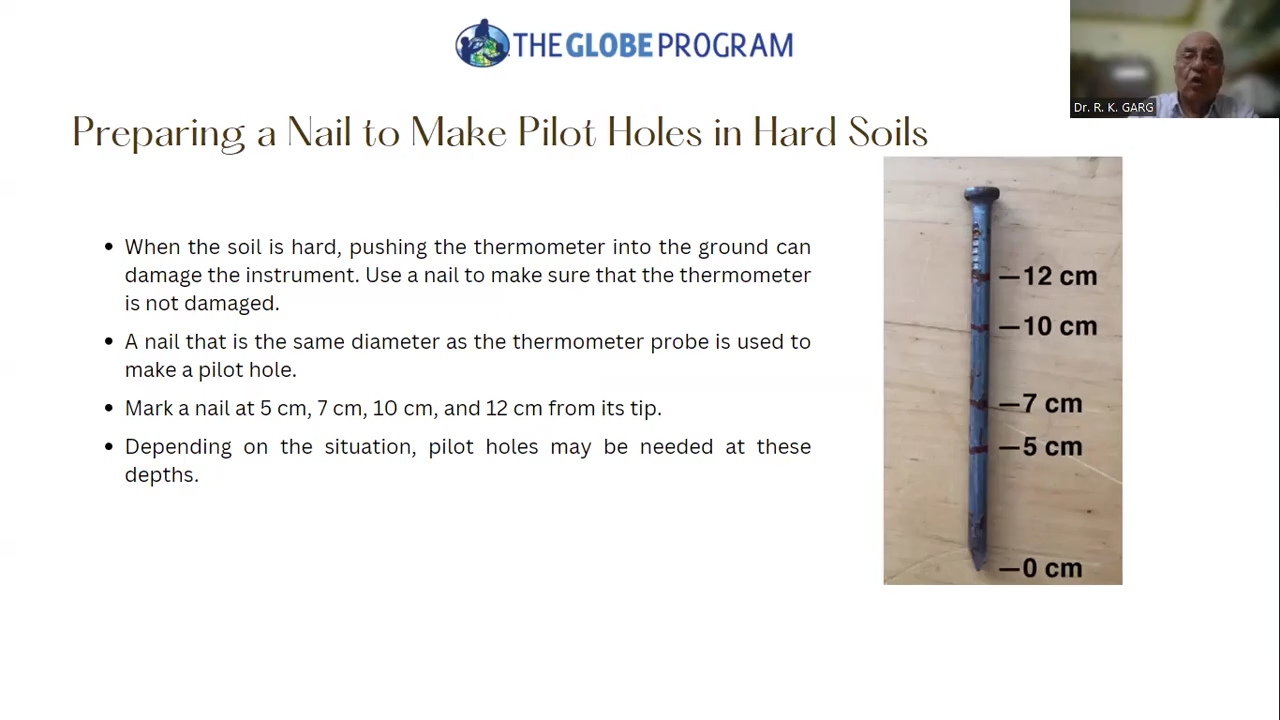 THE GLOBE PROGRAM
Dr. R. K. GARG
Preparing a Nail to Make Pilot Holes in Hard Soils
• When the soil is hard, pushing the thermometer into the ground can
damage the instrument. Use a nail to make sure that the thermometer
is not damaged.
• A nail that is the same diameter as the thermometer probe is used to
make a pilot hole.
• Mark a nail at 5 cm, 7 cm, 10 cm, and 12 cm from its tip.
• Depending on the situation, pilot holes may be needed at these
depths.
—12 cm
—10 cm
—7 cm
—5 cm
—0 cm